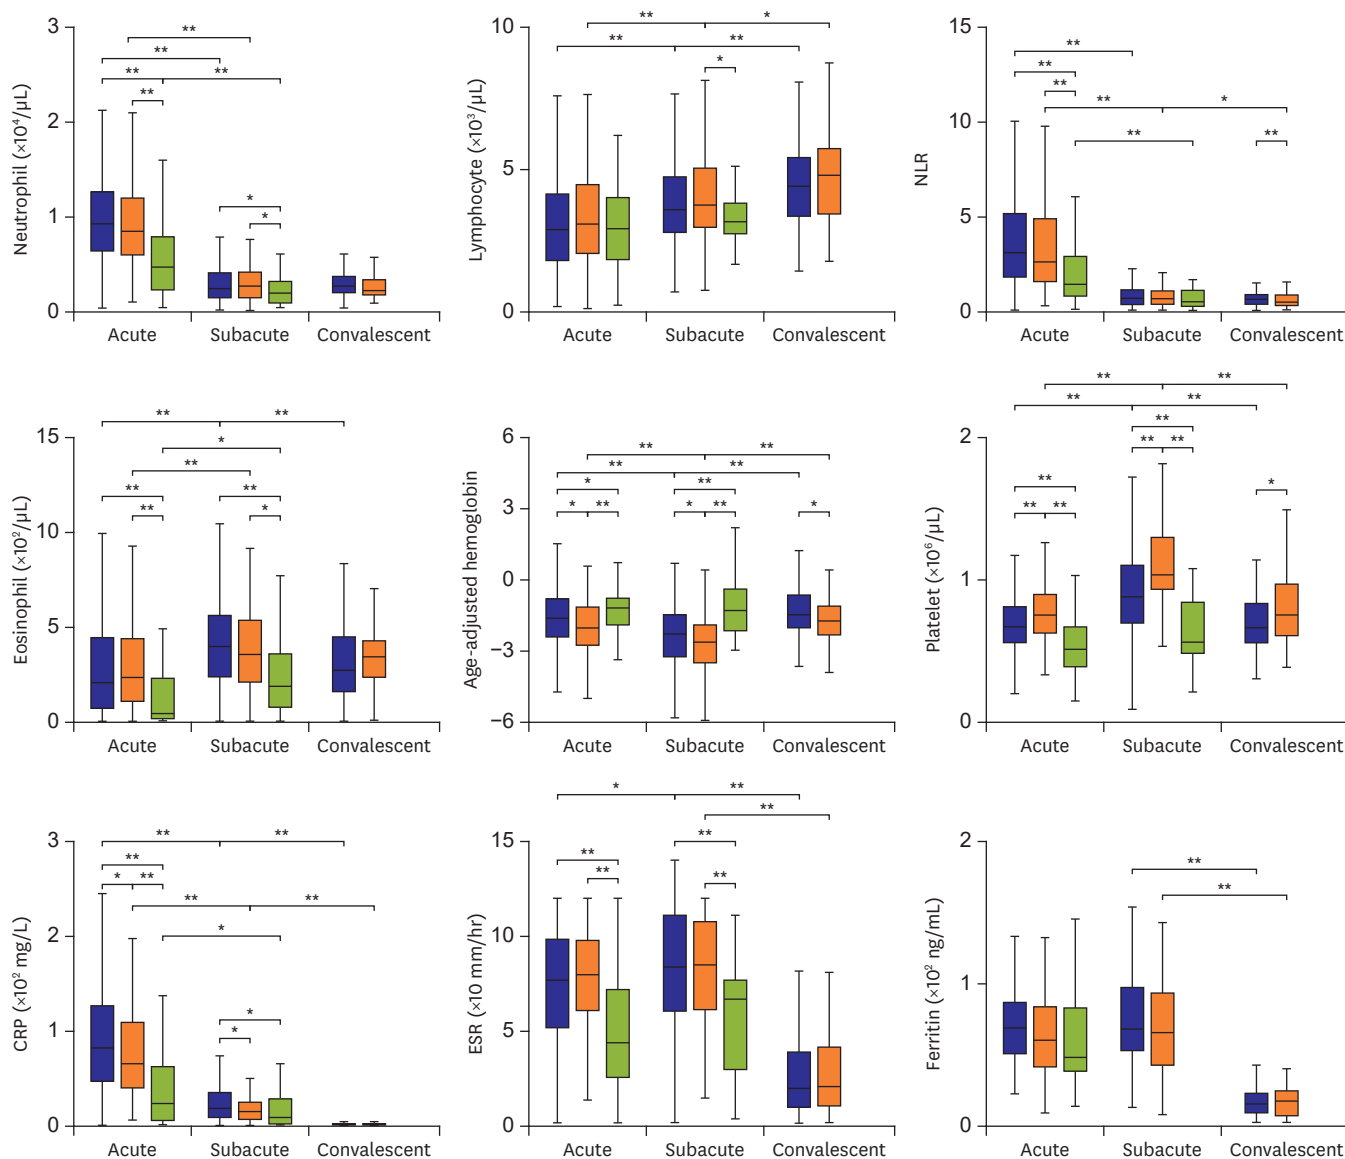 Neutrophil (×10⁴/μL)
3
2
1
0
** ** ** ** ** * *
Acute Subacute Convalescent
Lymphocyte (×10³/μL)
10
5
0
** * ** ** *
Acute Subacute Convalescent
NLR
15
10
5
0
** ** ** ** * ** **
Acute Subacute Convalescent
Eosinophil (×10²/μL)
15
10
5
0
** ** * ** ** ** ** *
Acute Subacute Convalescent
Age-adjusted hemoglobin
6
3
0
−3
−6
** ** ** ** * ** * ** * ** *
Acute Subacute Convalescent
Platelet (×10⁶/μL)
2
1
0
** ** ** ** ** ** ** ** ** ** *
Acute Subacute Convalescent
CRP (×10² mg/L)
3
2
1
0
** ** ** * ** ** ** * * *
Acute Subacute Convalescent
ESR (×10 mm/hr)
15
10
5
0
* ** ** ** ** ** **
Acute Subacute Convalescent
Ferritin (×10² ng/mL)
2
1
0
** **
Acute Subacute Convalescent